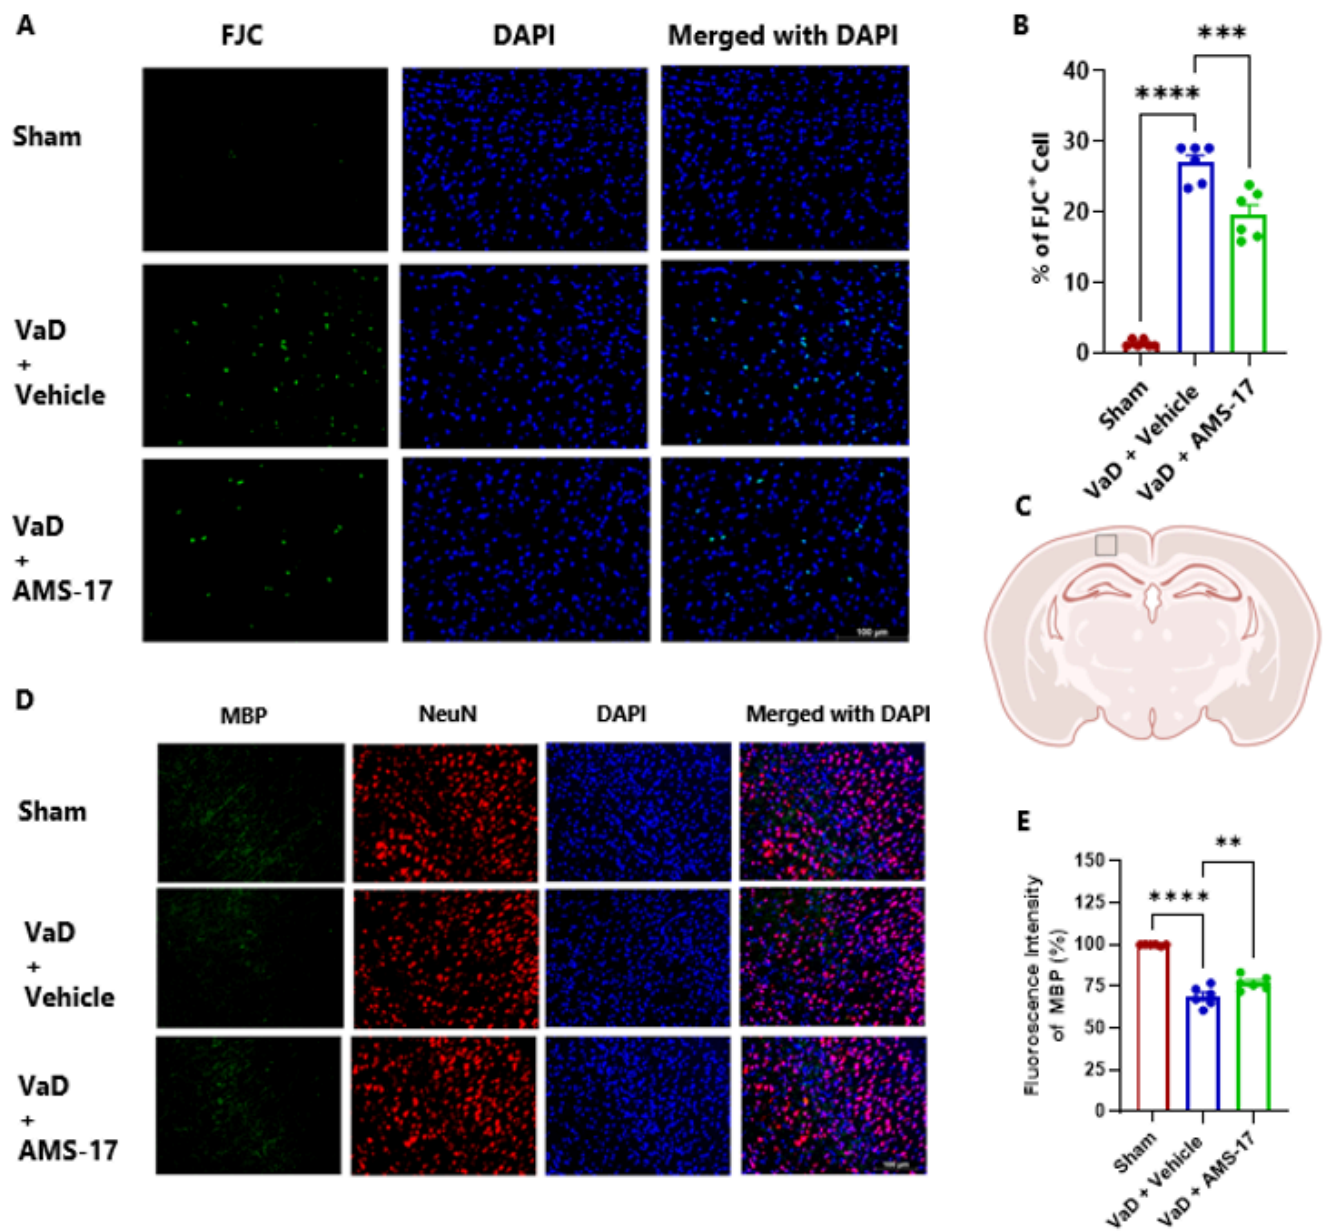 A
FJC
DAPI
Merged with DAPI
Sham
VaD
+
Vehicle
VaD
+
AMS-17
100 µm
B
***
****
% of FJC⁺ Cell
40
30
20
10
0
Sham
VaD + Vehicle
VaD + AMS-17
C
D
MBP
NeuN
DAPI
Merged with DAPI
Sham
VaD
+
Vehicle
VaD
+
AMS-17
100 µm
E
**
****
Fluoroscence Intensity
of MBP (%)
150
125
100
75
50
25
0
Sham
VaD + Vehicle
VaD + AMS-17